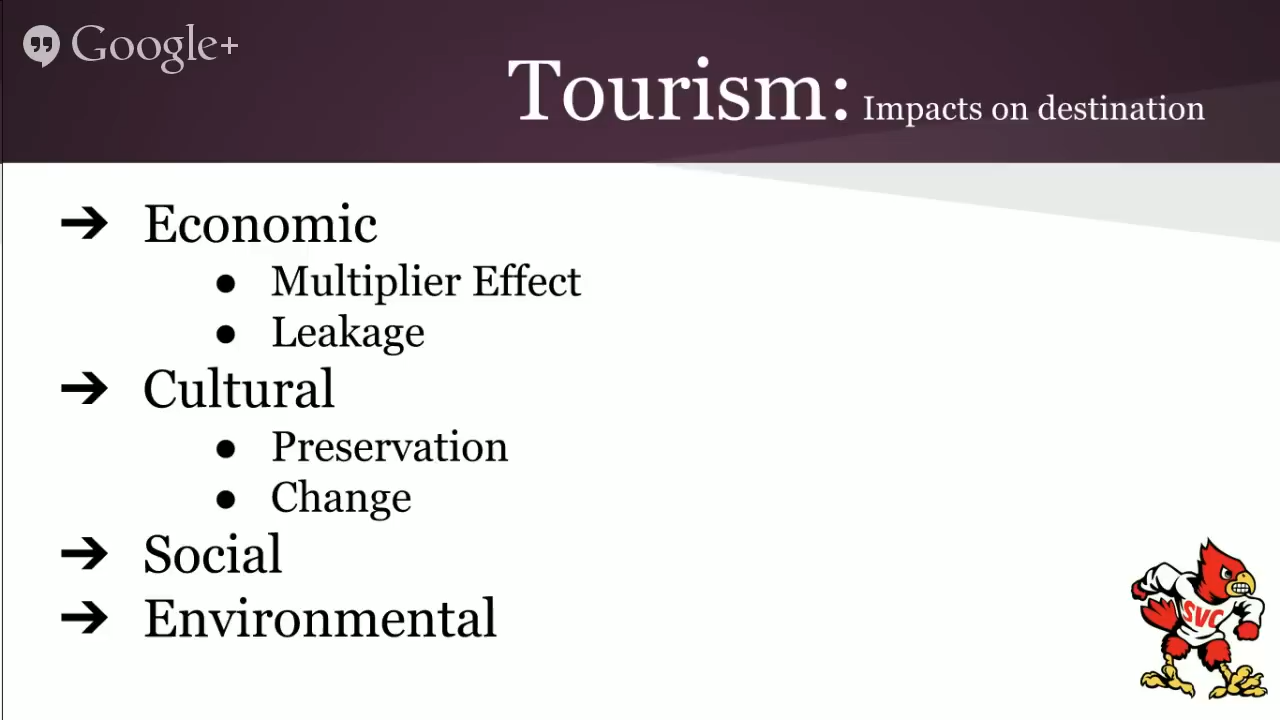 Google+
Tourism: Impacts on destination
➔ Economic
● Multiplier Effect
● Leakage
➔ Cultural
● Preservation
● Change
➔ Social
➔ Environmental
SVC